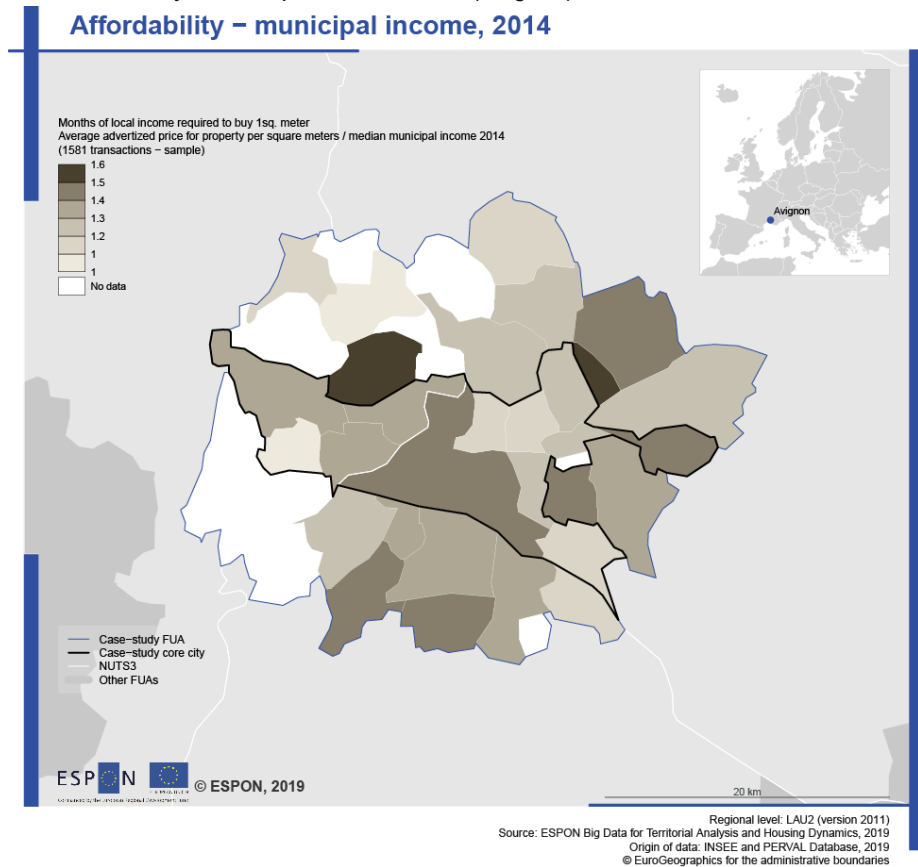 Affordability − municipal income, 2014
Months of local income required to buy 1sq. meter
Average advertized price for property per square meters / median municipal income 2014
(1581 transactions − sample)
1.6
1.5
1.4
1.3
1.2
1
1
No data
Avignon
Case−study FUA
Case−study core city
NUTS3
Other FUAs
ESPON
© ESPON, 2019
20 km
Regional level: LAU2 (version 2011)
Source: ESPON Big Data for Territorial Analysis and Housing Dynamics, 2019
Origin of data: INSEE and PERVAL Database, 2019
© EuroGeographics for the administrative boundaries